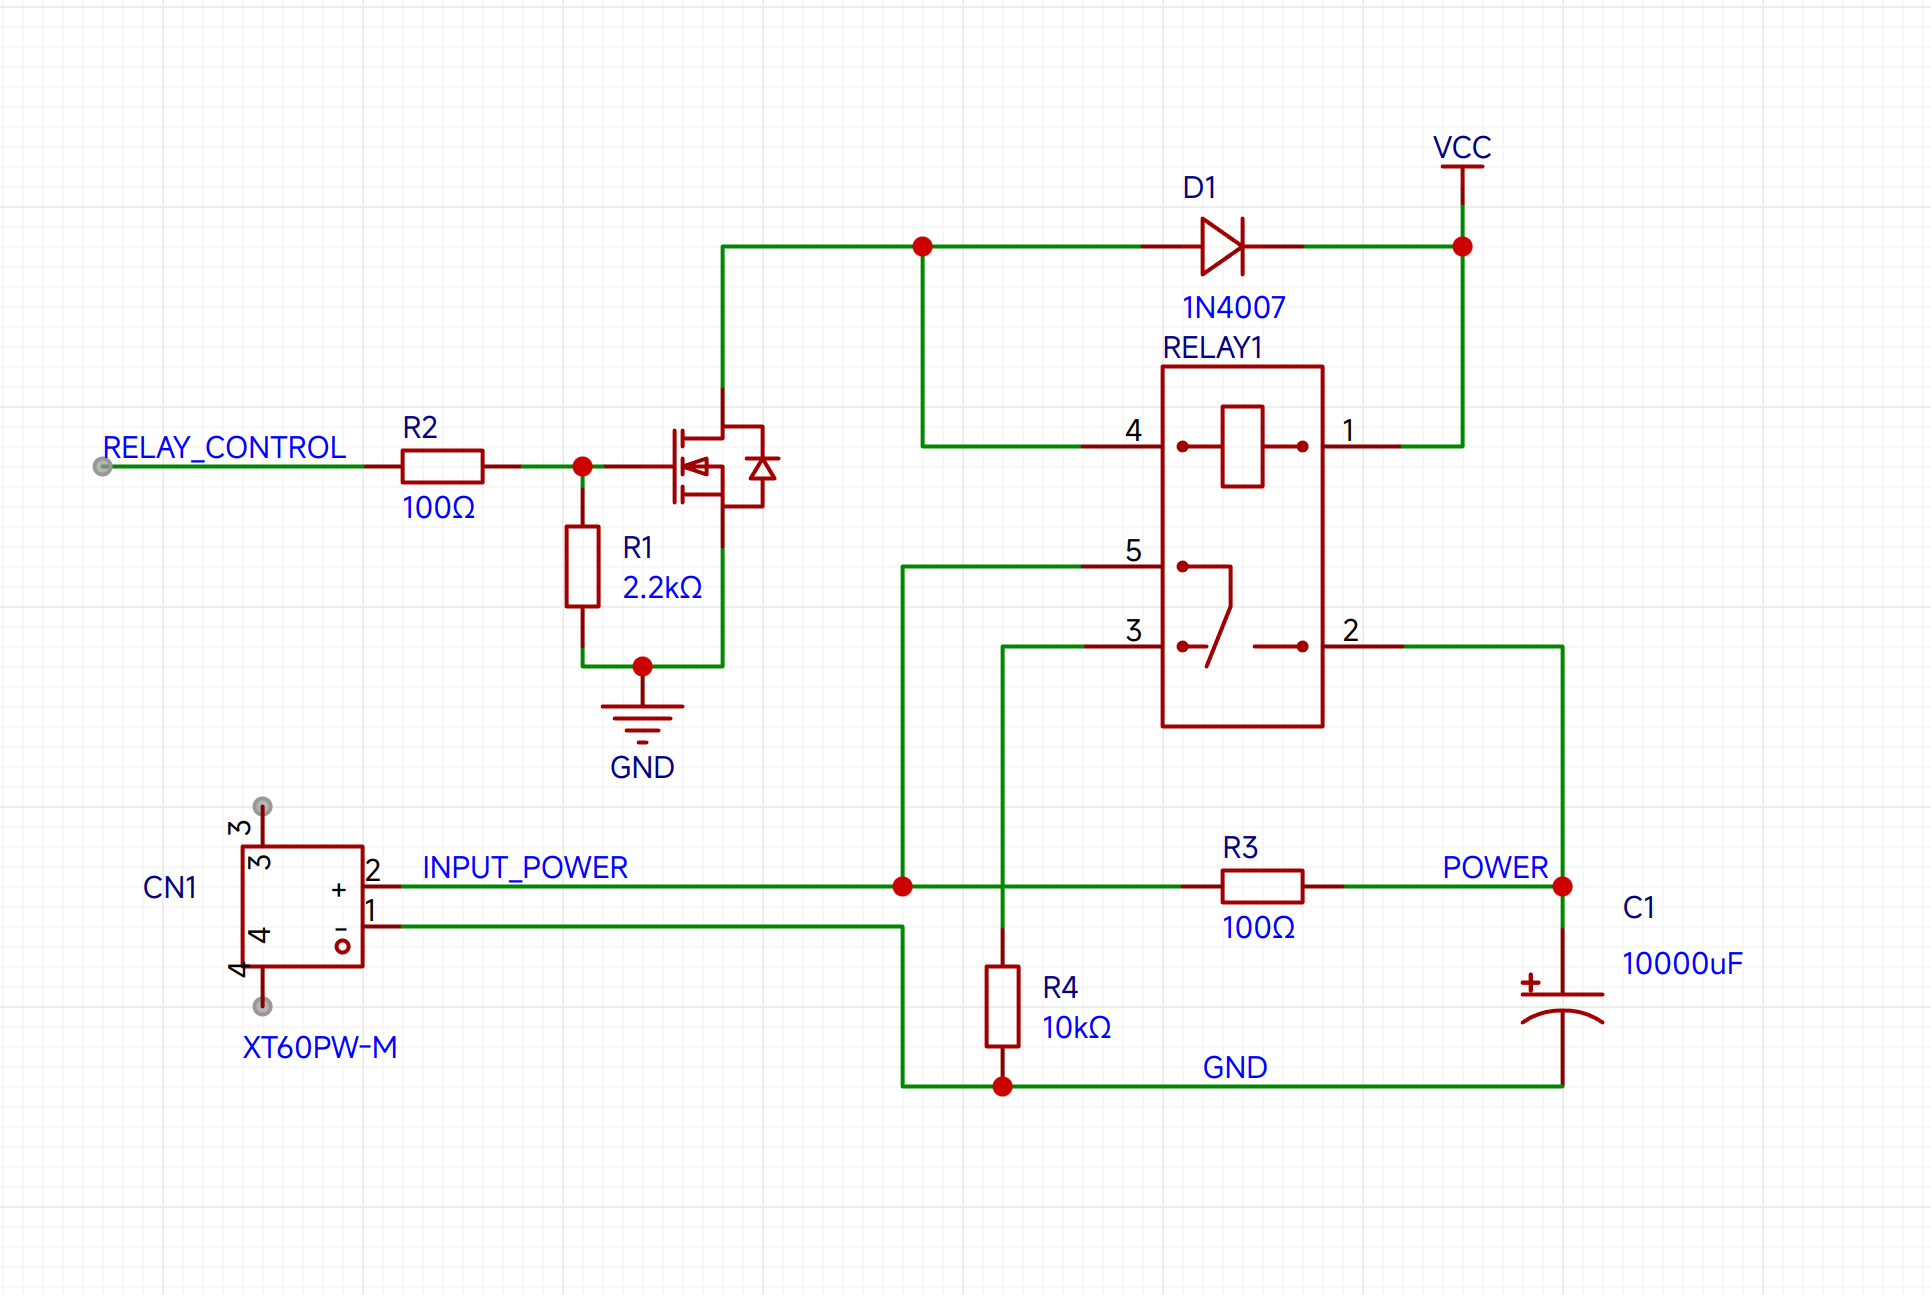 VCC
D1
1N4007
RELAY1
R2
RELAY_CONTROL
100Ω
4
1
R1
2.2kΩ
5
3
2
GND
3
3
CN1
+
2
INPUT_POWER
R3
POWER
1
4
-
100Ω
C1
10000uF
+
4
R4
10kΩ
XT60PW-M
GND